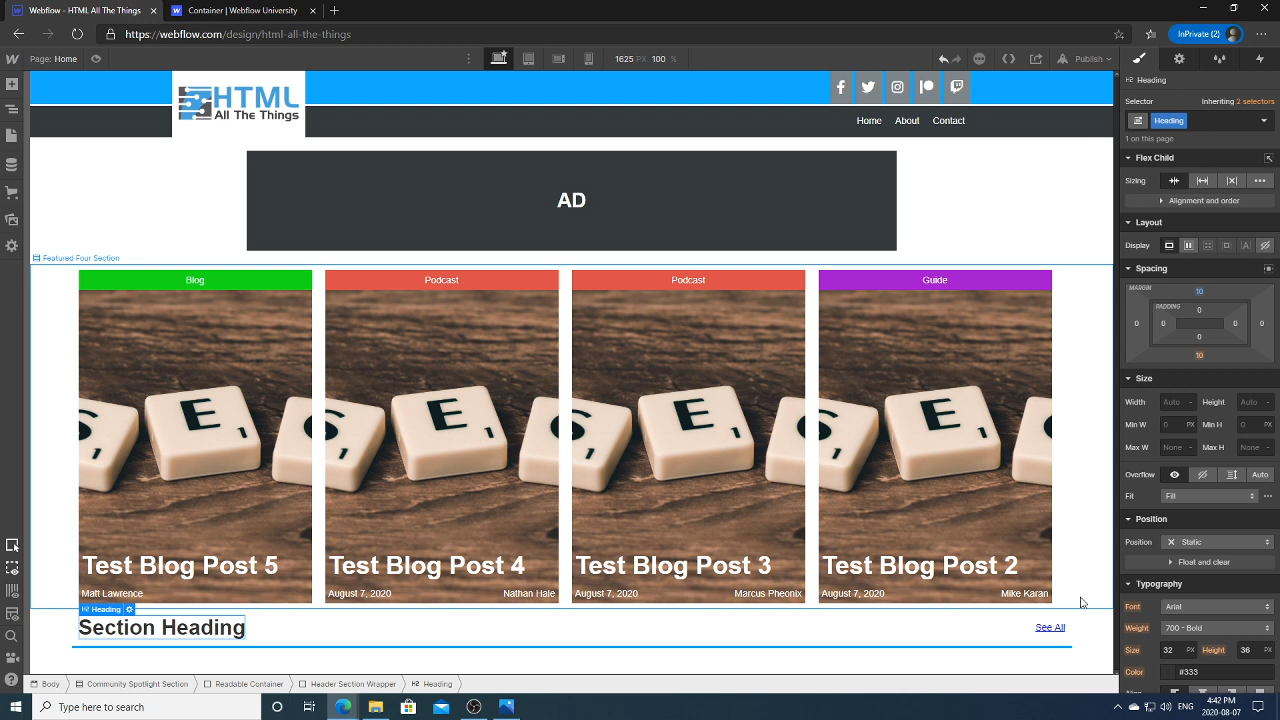 Webflow - HTML All The Things
Container | Webflow University
https://webflow.com/design/html-all-the-things
InPrivate (2)
Page: Home
1625 PX 100 %
Publish
HTML
All The Things
Home About Contact
AD
Featured Four Section
Blog
Podcast
Podcast
Guide
Test Blog Post 5
Matt Lawrence
Test Blog Post 4
August 7, 2020 Nathan Hale
Test Blog Post 3
August 7, 2020 Marcus Pheonix
Test Blog Post 2
August 7, 2020 Mike Karan
H2 Heading
Section Heading
See All
Body Community Spotlight Section Readable Container Header Section Wrapper H2 Heading
H2 Heading
Selector Inheriting 2 selectors
Heading
1 on this page
Flex Child
Sizing
Alignment and order
Layout
Display
Spacing
MARGIN
10
PADDING
0
0 0 0 0
0
10
Size
Width Auto - Height Auto -
Min W 0 PX Min H 0 PX
Max W None - Max H None -
Overflow Auto
Fit Fill
Position
Position Static
Float and clear
Typography
Font Arial
Weight 700 - Bold
Size 32 PX Height 36 PX
Color #333
Type here to search
ENG
4:42 PM
2020-08-07